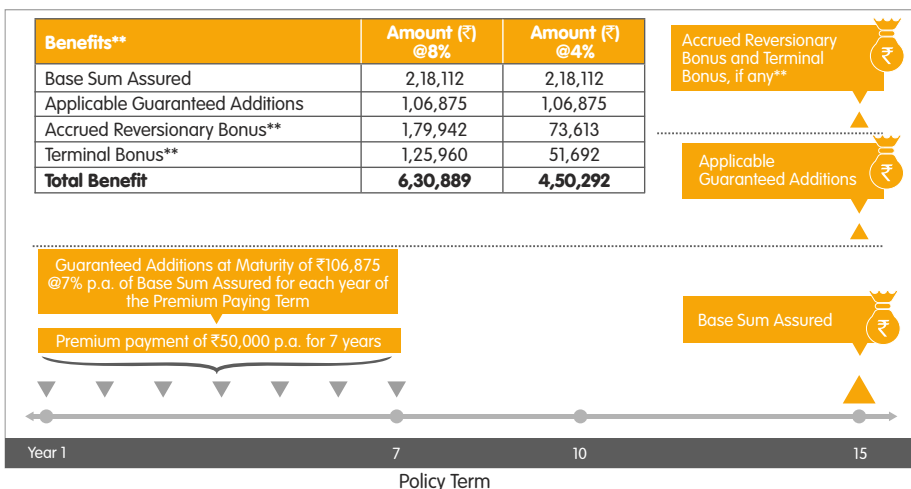 Benefits** Amount (₹) @8% Amount (₹) @4%
Base Sum Assured 2,18,112 2,18,112
Applicable Guaranteed Additions 1,06,875 1,06,875
Accrued Reversionary Bonus** 1,79,942 73,613
Terminal Bonus** 1,25,960 51,692
Total Benefit 6,30,889 4,50,292
Accrued Reversionary
Bonus and Terminal
Bonus, if any**
₹
Applicable
Guaranteed Additions
₹
Guaranteed Additions at Maturity of ₹106,875
@7% p.a. of Base Sum Assured for each year of
the Premium Paying Term
Premium payment of ₹50,000 p.a. for 7 years
Base Sum Assured
₹
Year 1 7 10 15
Policy Term